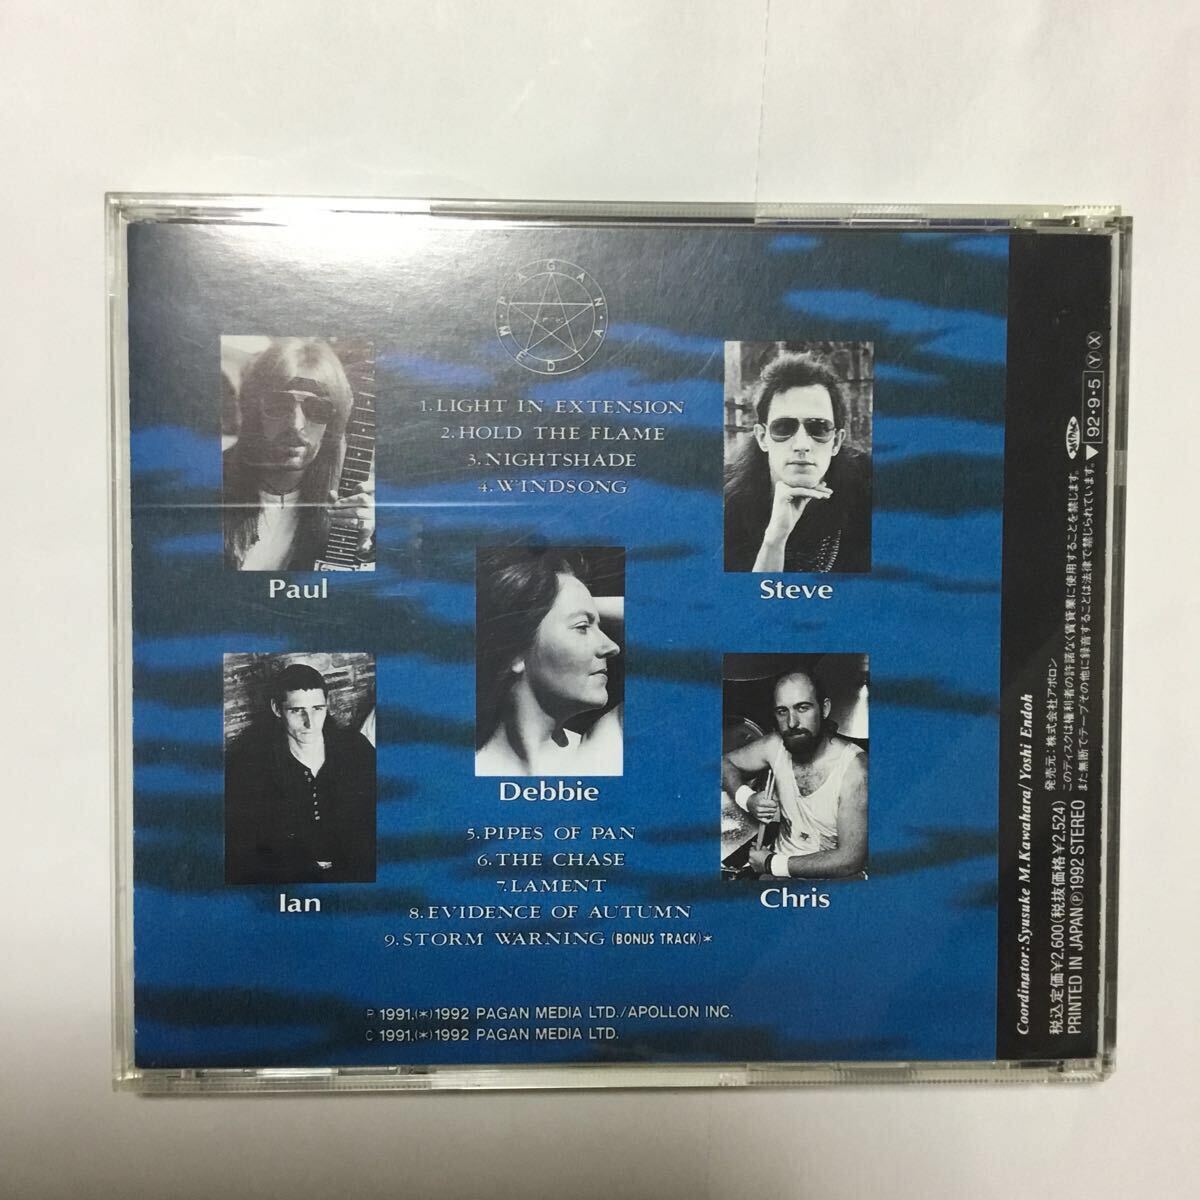 PAGAN · MEDIA ·
1. LIGHT IN EXTENSION
2. HOLD THE FLAME
3. NIGHTSHADE
4. WINDSONG
Paul
Steve
Debbie
Ian
Chris
5. PIPES OF PAN
6. THE CHASE
7. LAMENT
8. EVIDENCE OF AUTUMN
9. STORM WARNING (BONUS TRACK)*
℗ 1991,(*)1992 PAGAN MEDIA LTD./APOLLON INC.
© 1991,(*)1992 PAGAN MEDIA LTD.
Coordinator: Syusuke M. Kawahara/ Yoshi Endoh
発売元:株式会社アポロン
このディスクは権利者の許諾なく賃貸業に使用することを禁じます。
また無断でテープその他に録音することは法律で禁じられています。
▼92・9・5 Ⓨ Ⓧ
税込定価¥2,600(税抜価格¥2,524)
PRINTED IN JAPAN ℗ 1992 STEREO